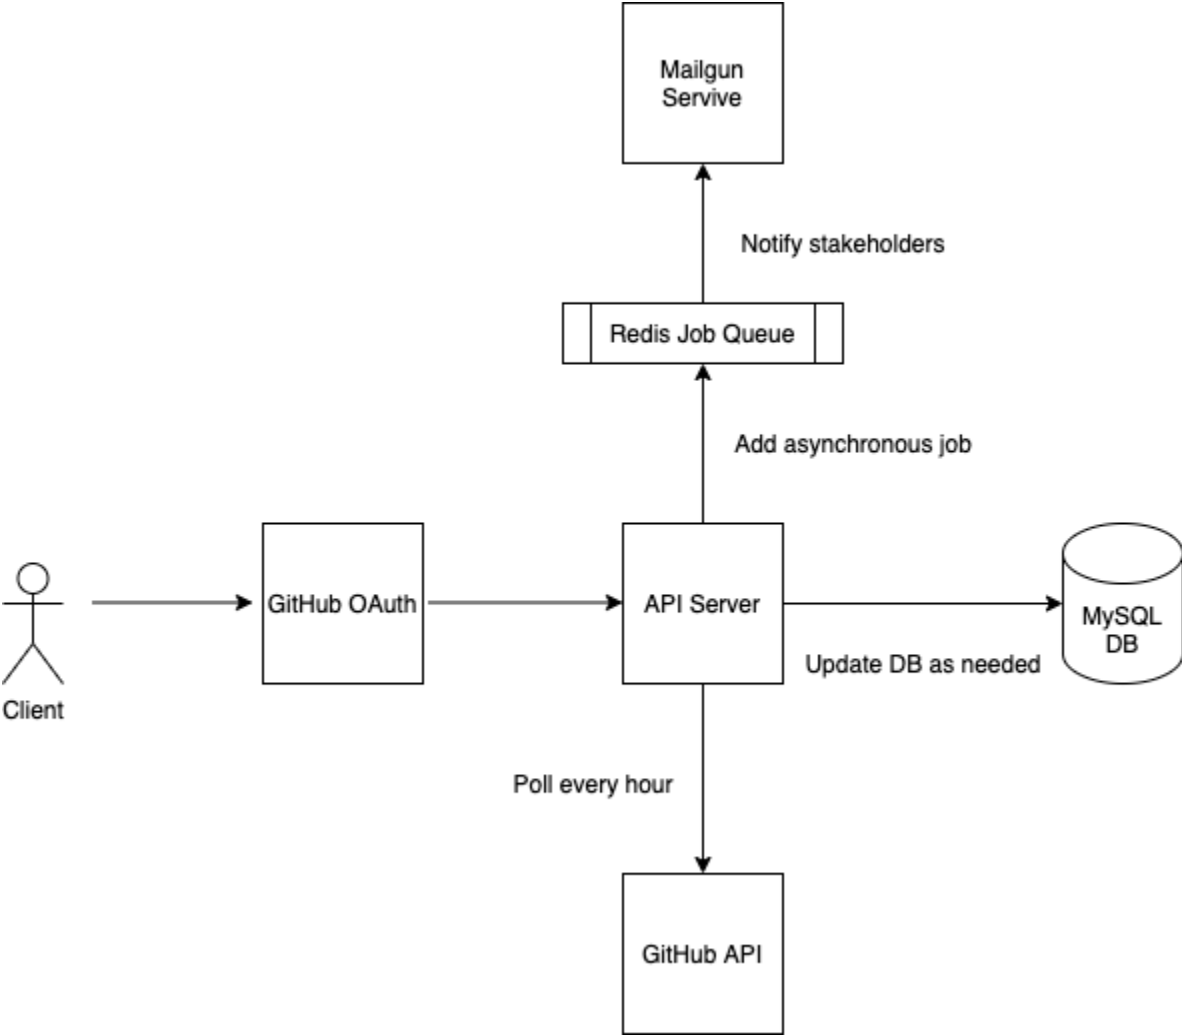 Mailgun
Servive
Notify stakeholders
Redis Job Queue
Add asynchronous job
GitHub OAuth
API Server
MySQL
DB
Update DB as needed
Client
Poll every hour
GitHub API